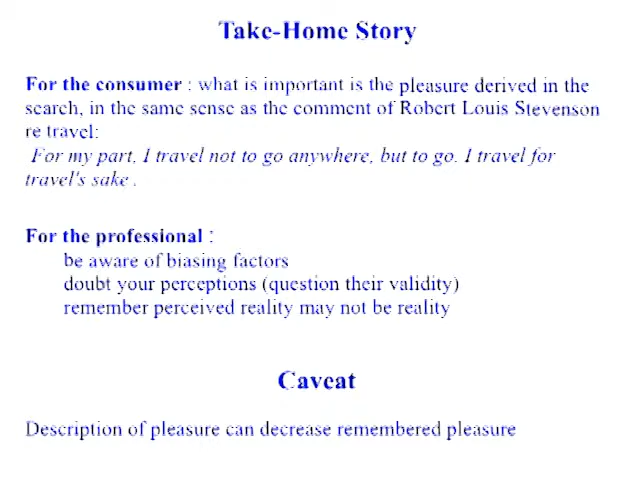 Take-Home Story
For the consumer : what is important is the pleasure derived in the
search, in the same sense as the comment of Robert Louis Stevenson
re travel:
For my part, I travel not to go anywhere, but to go. I travel for
travel's sake .
For the professional :
be aware of biasing factors
doubt your perceptions (question their validity)
remember perceived reality may not be reality
Caveat
Description of pleasure can decrease remembered pleasure